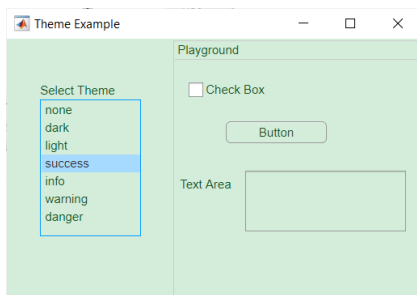 Theme Example
Playground
Select Theme
none
dark
light
success
info
warning
danger
Check Box
Button
Text Area